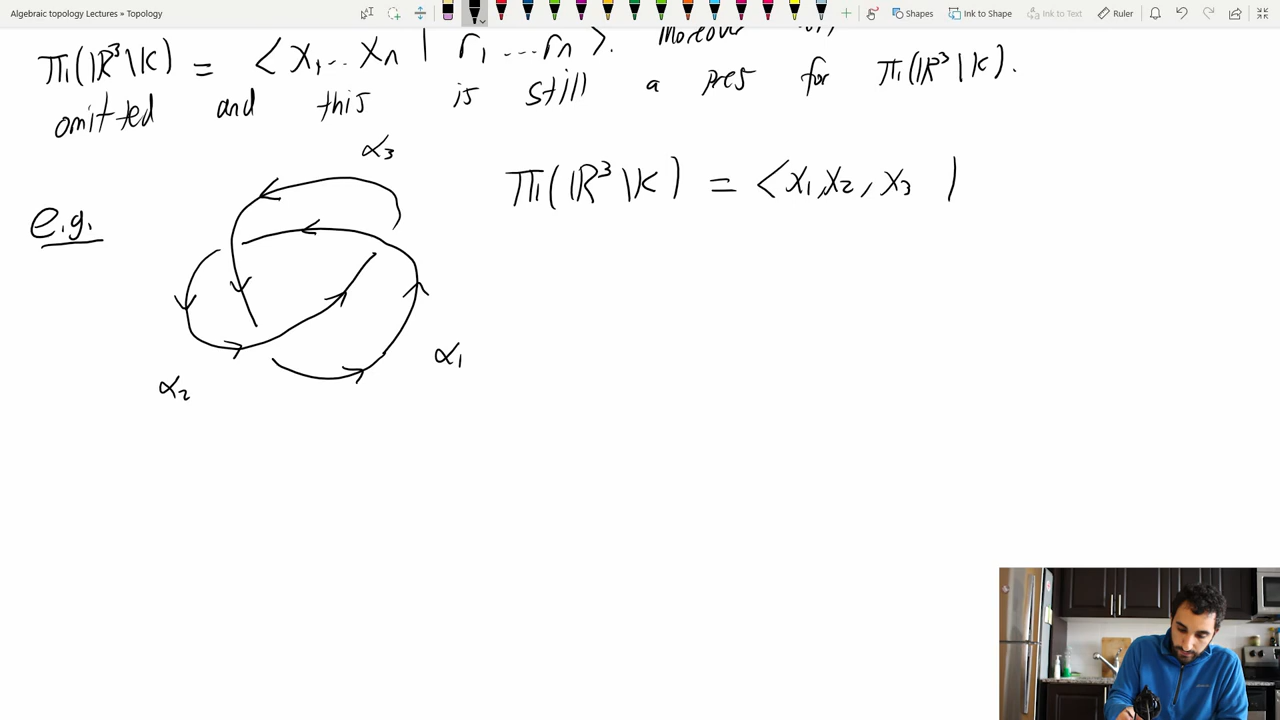 Algebraic topology Lectures » Topology
Shapes Ink to Shape Ink to Text Ruler
Moreover
π₁(ℝ³\K) = ⟨x₁...xₙ | r₁...rₙ⟩.
omitted and this is still a pres for π₁(ℝ³\K).
α₃
π₁(ℝ³\K) = ⟨x₁,x₂,x₃ |
e.g.
α₁
α₂